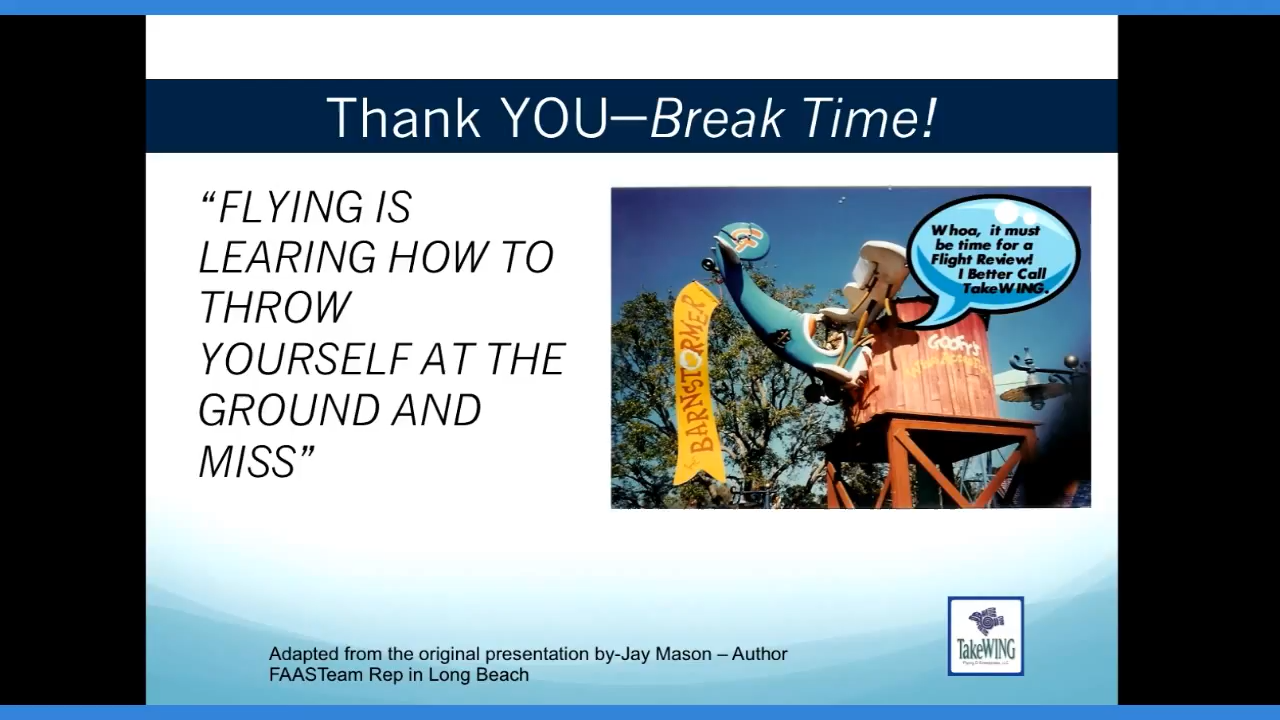 Thank YOU—Break Time!
“FLYING IS
LEARING HOW TO
THROW
YOURSELF AT THE
GROUND AND
MISS”
Whoa, it must
be time for a
Flight Review!
I Better Call
TakeWING.
BARNSTORMER
GOOFY'S
Adapted from the original presentation by-Jay Mason – Author
FAASTeam Rep in Long Beach
TakeWING